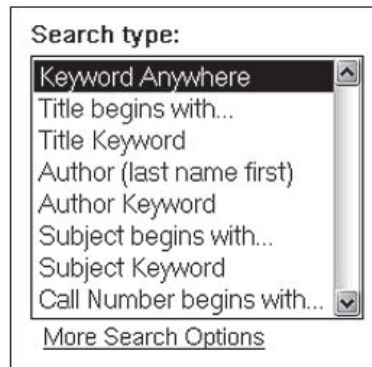 Search type:
Keyword Anywhere
Title begins with...
Title Keyword
Author (last name first)
Author Keyword
Subject begins with...
Subject Keyword
Call Number begins with...
More Search Options